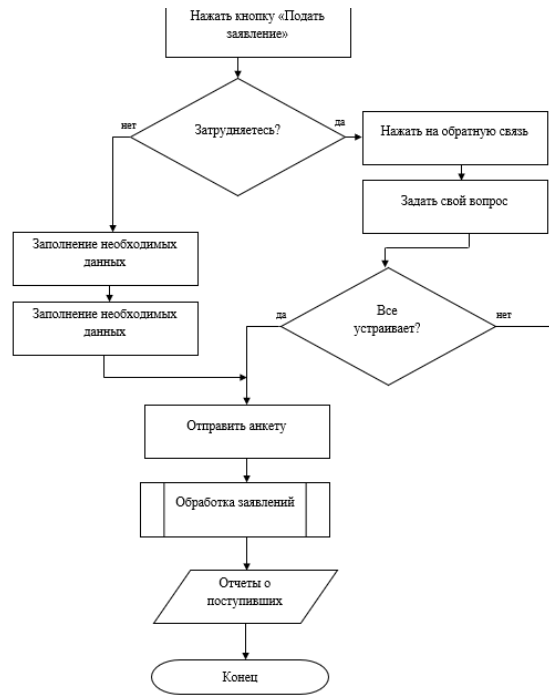 Нажать кнопку «Подать
заявление»
Затрудняетесь?
нет
да
Нажать на обратную связь
Задать свой вопрос
Заполнение необходимых
данных
Заполнение необходимых
данных
Все
устраивает?
да
нет
Отправить анкету
Обработка заявлений
Отчеты о
поступивших
Конец